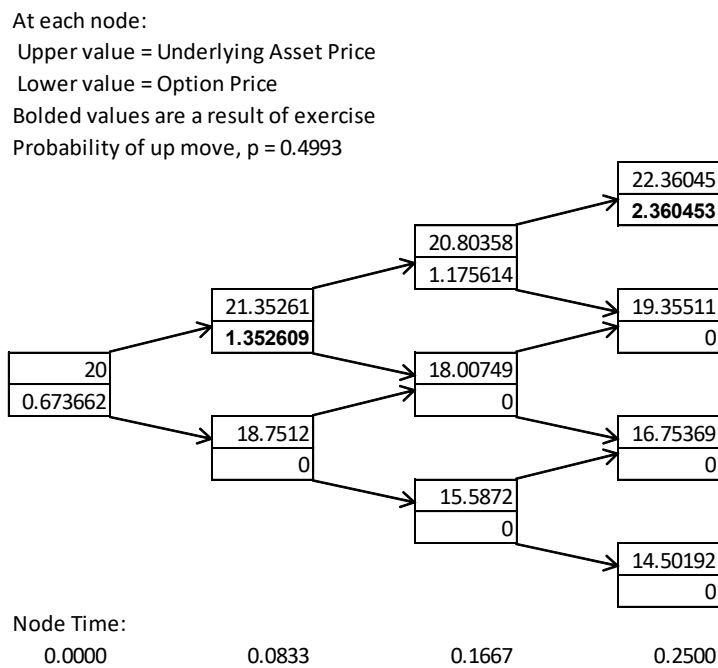 At each node:
Upper value = Underlying Asset Price
Lower value = Option Price
Bolded values are a result of exercise
Probability of up move, p = 0.4993
22.36045
2.360453
20.80358
1.175614
21.35261
1.352609
19.35511
0
20
0.673662
18.00749
0
18.7512
0
16.75369
0
15.5872
0
14.50192
0
Node Time:
0.0000 0.0833 0.1667 0.2500